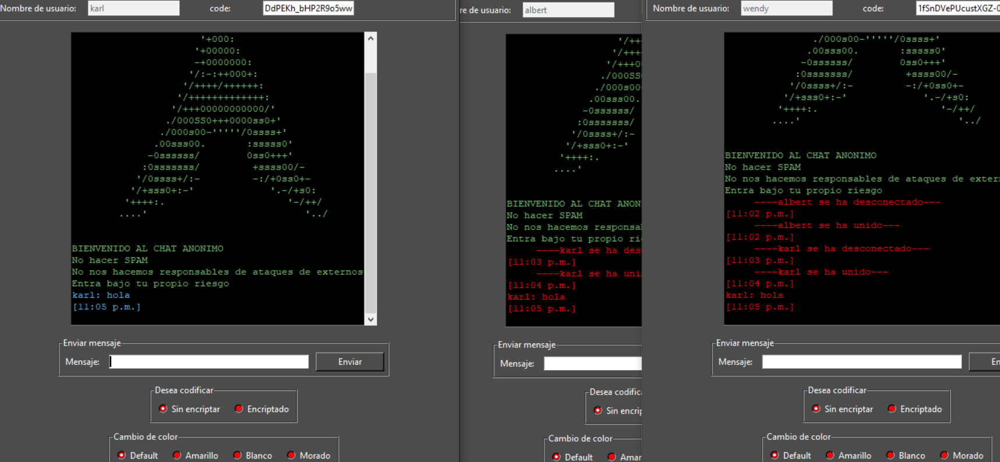 Nombre de usuario: karl code: DdPEKh_bHP2R9o5ww
'+000:
'+00000:
-+0000000:
'/:-:++000+:
'/++++/++++++:
'/+++++++++++++:
'/+++00000000000/'
./000SS0+++0000ss0+'
./000s00-'''''/0ssss+'
.00sss00. :sssss0'
-0ssssss/ 0ss0+++'
:0sssssss/ +ssss00/-
'/0ssss+/:- -:/+0ss0+-
'/+sss0+:-' '.-/+s0:
'++++:. '-/++/
....' '../
BIENVENIDO AL CHAT ANONIMO
No hacer SPAM
No nos hacemos responsables de ataques de externos
Entra bajo tu propio riesgo
karl: hola
[11:05 p.m.]
Enviar mensaje
Mensaje: Enviar
Desea codificar
Sin encriptar Encriptado
Cambio de color
Default Amarillo Blanco Morado
re de usuario: albert
'/++
'/+++
'/+++0
./000SS
./000s00-
.00sss00.
-0ssssss/
:0sssssss/
'/0ssss+/:-
'/+sss0+:-'
'++++:.
....'
BIENVENIDO AL CHAT ANON
No hacer SPAM
No nos hacemos responsa
Entra bajo tu propio ri
----karl se ha des
[11:03 p.m.]
----karl se ha uni
[11:04 p.m.]
karl: hola
[11:05 p.m.]
Enviar mensaje
Mensaje:
Desea codifica
Sin encrip
Cambio de color
Default Amar
Nombre de usuario: wendy code: 1fSnDVePUcustXGZ-0
./000s00-'''''/0ssss+'
.00sss00. :sssss0'
-0ssssss/ 0ss0+++'
:0sssssss/ +ssss00/-
'/0ssss+/:- -:/+0ss0+-
'/+sss0+:-' '.-/+s0:
'++++:. '-/++/
....' '../
BIENVENIDO AL CHAT ANONIMO
No hacer SPAM
No nos hacemos responsables de ataques de exter
Entra bajo tu propio riesgo
----albert se ha desconectado---
[11:02 p.m.]
----albert se ha unido---
[11:02 p.m.]
----karl se ha desconectado---
[11:03 p.m.]
----karl se ha unido---
[11:04 p.m.]
karl: hola
[11:05 p.m.]
Enviar mensaje
Mensaje: En
Desea codificar
Sin encriptar Encriptado
Cambio de color
Default Amarillo Blanco Morado